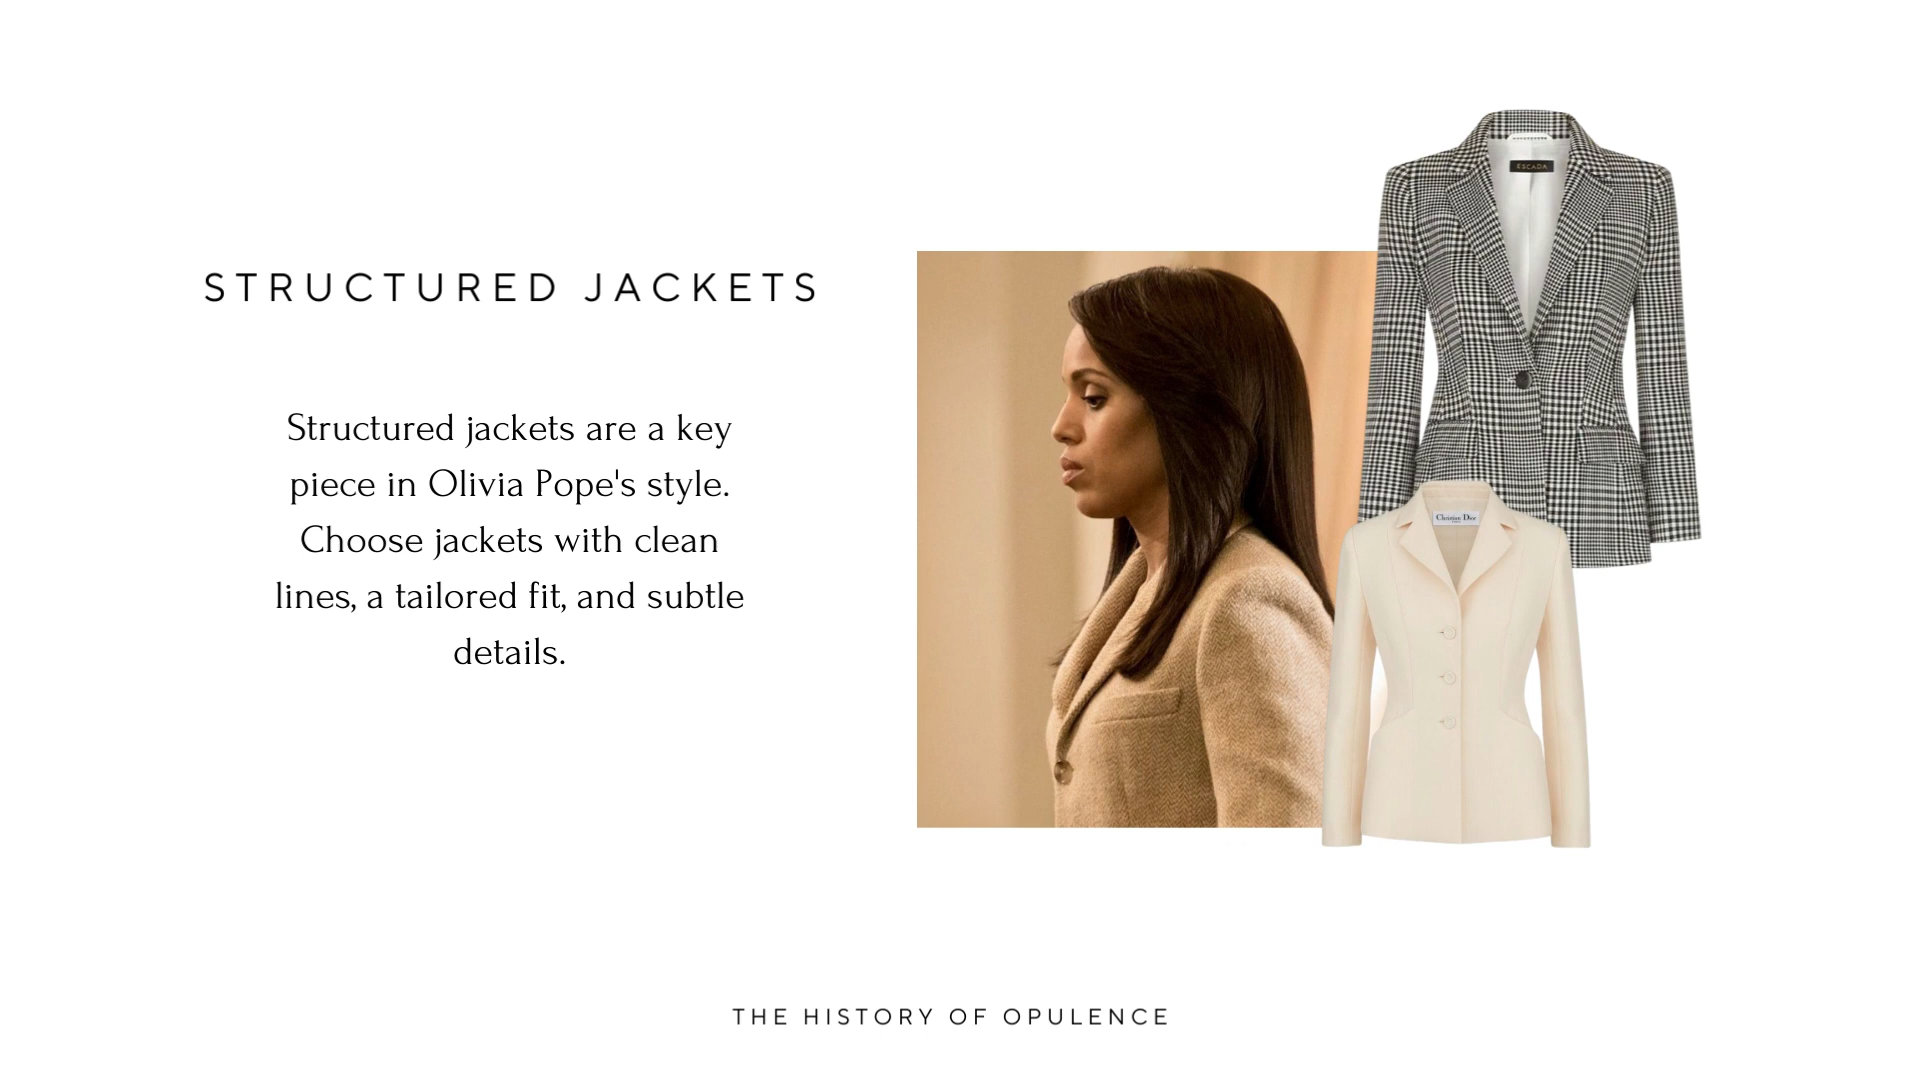 STRUCTURED JACKETS
Structured jackets are a key
piece in Olivia Pope's style.
Choose jackets with clean
lines, a tailored fit, and subtle
details.
ESCADA
Christian Dior
THE HISTORY OF OPULENCE